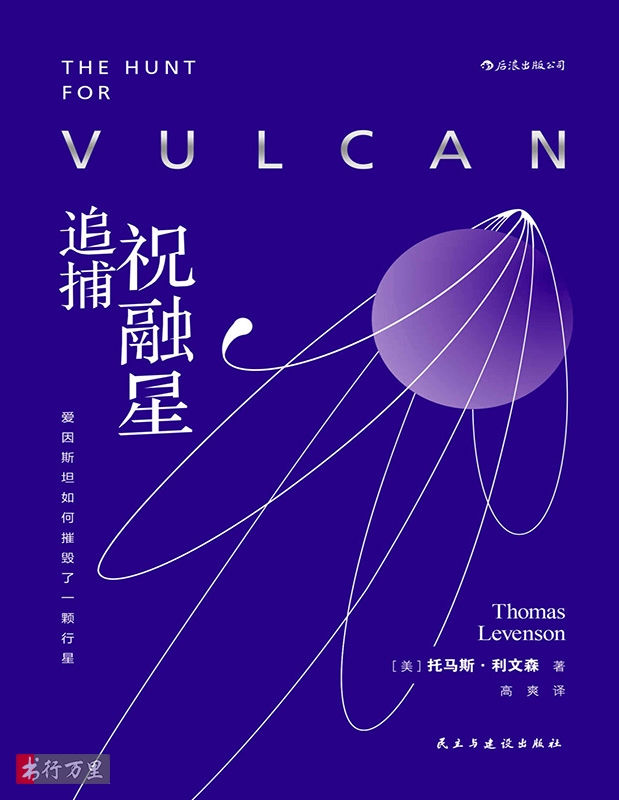 THE HUNT
FOR
后浪出版公司
VULCAN
追捕
祝融星
爱因斯坦如何摧毁了一颗行星
Thomas
Levenson
[美]托马斯·利文森 著
高爽 译
民主与建设出版社
书行万里